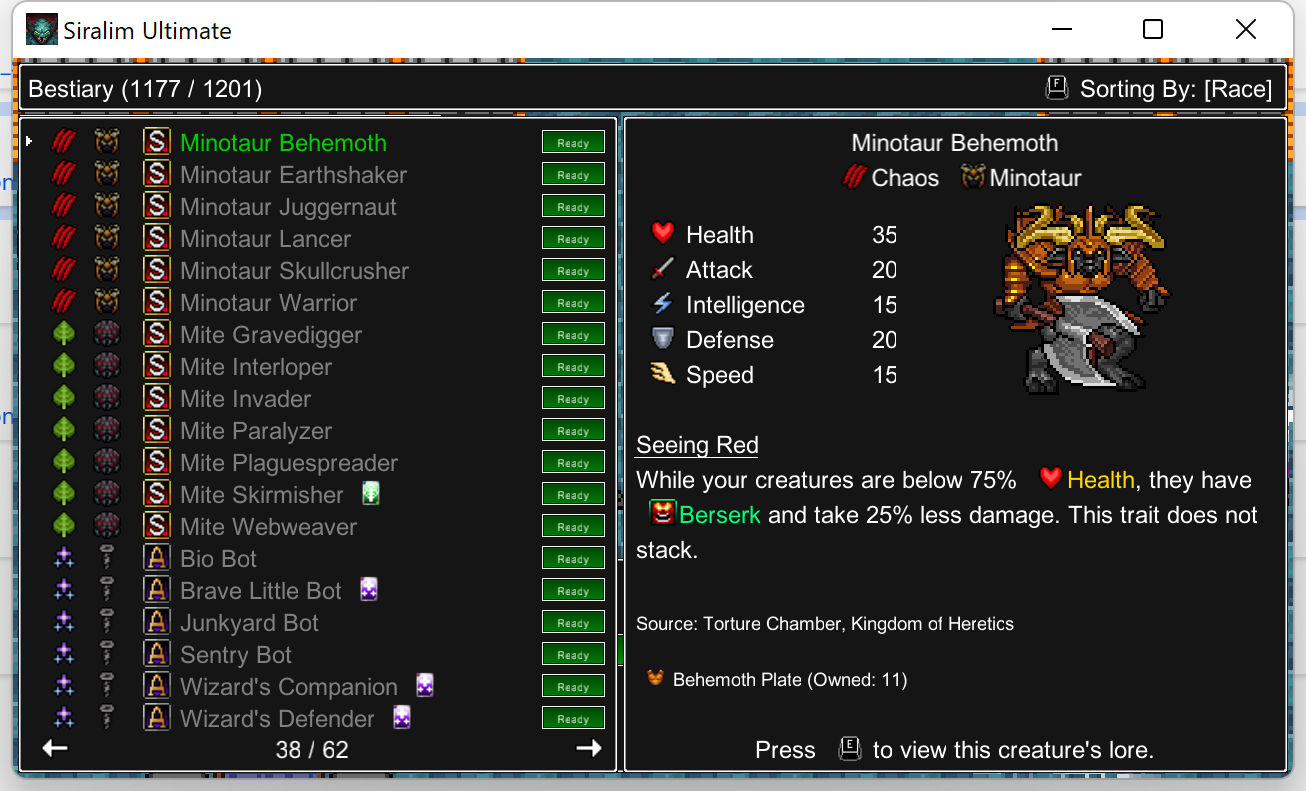 Siralim Ultimate
Bestiary (1177 / 1201)
F Sorting By: [Race]
S Minotaur Behemoth Ready
S Minotaur Earthshaker Ready
S Minotaur Juggernaut Ready
S Minotaur Lancer Ready
S Minotaur Skullcrusher Ready
S Minotaur Warrior Ready
S Mite Gravedigger Ready
S Mite Interloper Ready
S Mite Invader Ready
S Mite Paralyzer Ready
S Mite Plaguespreader Ready
S Mite Skirmisher Ready
S Mite Webweaver Ready
A Bio Bot Ready
A Brave Little Bot Ready
A Junkyard Bot Ready
A Sentry Bot Ready
A Wizard's Companion Ready
A Wizard's Defender Ready
38 / 62
Minotaur Behemoth
Chaos Minotaur
Health 35
Attack 20
Intelligence 15
Defense 20
Speed 15
Seeing Red
While your creatures are below 75% Health, they have
Berserk and take 25% less damage. This trait does not
stack.
Source: Torture Chamber, Kingdom of Heretics
Behemoth Plate (Owned: 11)
Press E to view this creature's lore.